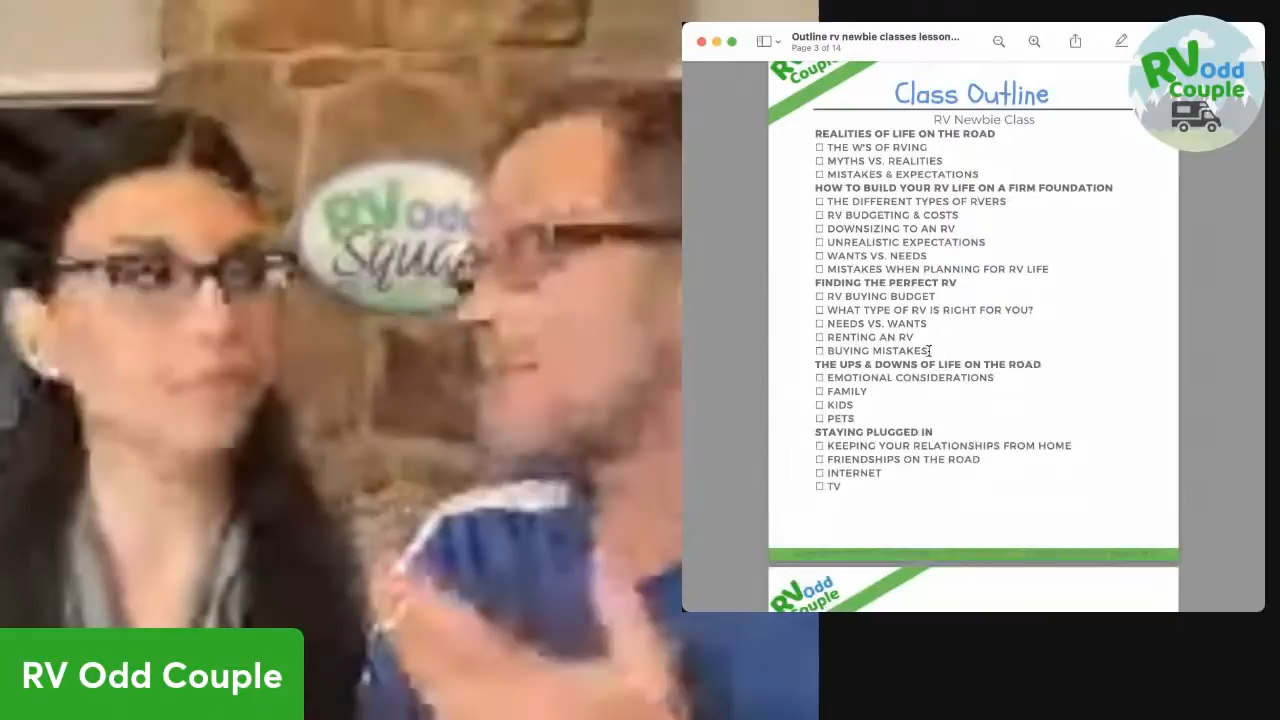 Outline rv newbie classes lesson...
Page 3 of 14
RV Odd
Couple
Couple
Class Outline
RV Newbie Class
REALITIES OF LIFE ON THE ROAD
☐ THE W'S OF RVING
☐ MYTHS VS. REALITIES
☐ MISTAKES & EXPECTATIONS
HOW TO BUILD YOUR RV LIFE ON A FIRM FOUNDATION
☐ THE DIFFERENT TYPES OF RVERS
☐ RV BUDGETING & COSTS
☐ DOWNSIZING TO AN RV
☐ UNREALISTIC EXPECTATIONS
☐ WANTS VS. NEEDS
☐ MISTAKES WHEN PLANNING FOR RV LIFE
FINDING THE PERFECT RV
☐ RV BUYING BUDGET
☐ WHAT TYPE OF RV IS RIGHT FOR YOU?
☐ NEEDS VS. WANTS
☐ RENTING AN RV
☐ BUYING MISTAKES
THE UPS & DOWNS OF LIFE ON THE ROAD
☐ EMOTIONAL CONSIDERATIONS
☐ FAMILY
☐ KIDS
☐ PETS
STAYING PLUGGED IN
☐ KEEPING YOUR RELATIONSHIPS FROM HOME
☐ FRIENDSHIPS ON THE ROAD
☐ INTERNET
☐ TV
RV Odd
Couple
RV Odd
Squa
RV Odd Couple